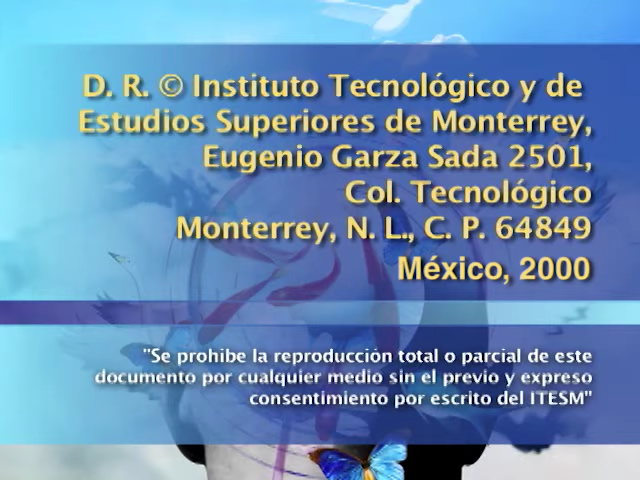 D. R. © Instituto Tecnológico y de
Estudios Superiores de Monterrey,
Eugenio Garza Sada 2501,
Col. Tecnológico
Monterrey, N. L., C. P. 64849
México, 2000
"Se prohibe la reproducción total o parcial de este
documento por cualquier medio sin el previo y expreso
consentimiento por escrito del ITESM"